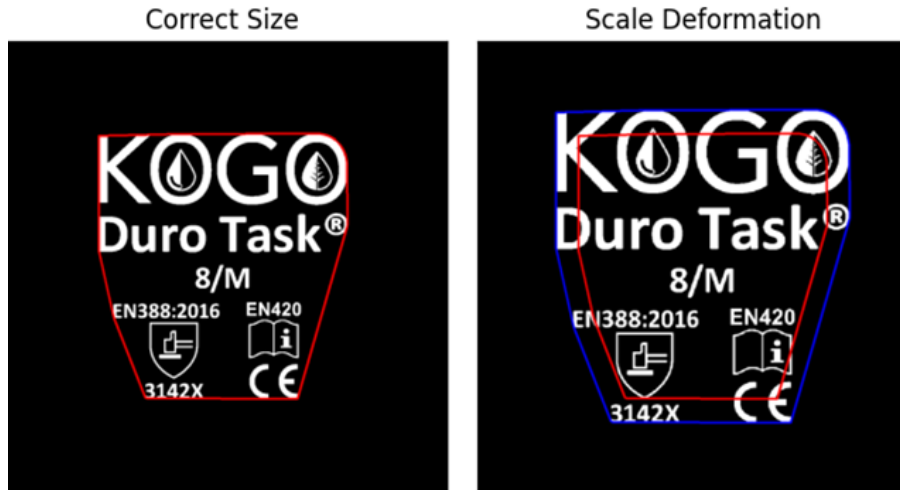 Correct Size
KOGO
Duro Task®
8/M
EN388:2016 EN420
i
3142X CE
Scale Deformation
KOGO
Duro Task®
8/M
EN388:2016 EN420
i
3142X CE